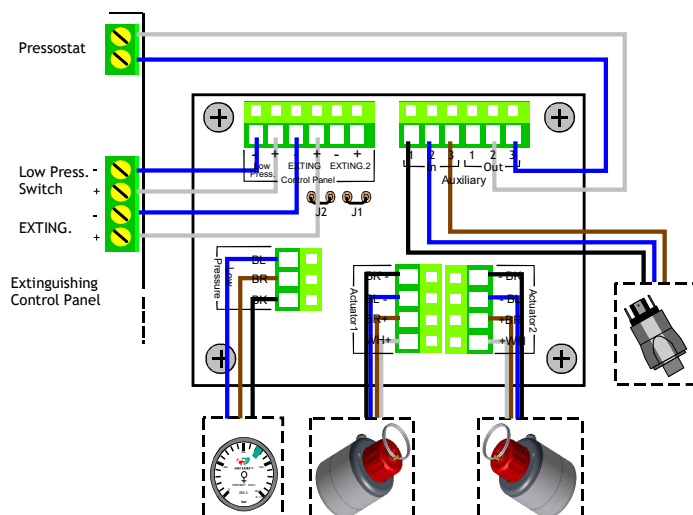 Pressostat
Low Press. -
Switch +
EXTING. -
+
Extinguishing
Control Panel
- + - + - +
Low
Press.
EXTING EXTING.2
Control Panel
J2 J1
1 2 3 1 2 3
In Out
Auxiliary
Low
Pressure
BL
BR
BK
Actuator1
BK+
BL-
BR+
WH+
Actuator2
-BK
-BL
+BR
+WH